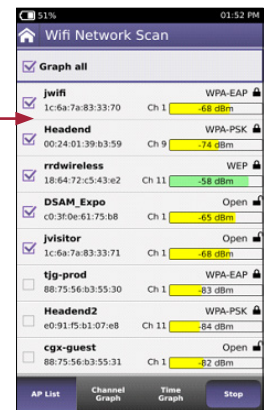 51% 01:52 PM
Wifi Network Scan
Graph all
jwifi WPA-EAP
1c:6a:7a:83:33:70 Ch 1 -68 dBm
Headend WPA-PSK
00:24:01:39:b3:59 Ch 9 -74 dBm
rrdwireless WEP
18:64:72:c5:43:e2 Ch 11 -58 dBm
DSAM_Expo Open
c0:3f:0e:61:75:b8 Ch 1 -65 dBm
jvisitor Open
1c:6a:7a:83:33:71 Ch 1 -68 dBm
tjg-prod WPA-EAP
88:75:56:b3:55:30 Ch 1 -83 dBm
Headend2 WPA-PSK
e0:91:f5:b1:07:e8 Ch 11 -84 dBm
cgx-guest Open
88:75:56:b3:55:31 Ch 1 -82 dBm
AP List Channel Graph Time Graph Stop